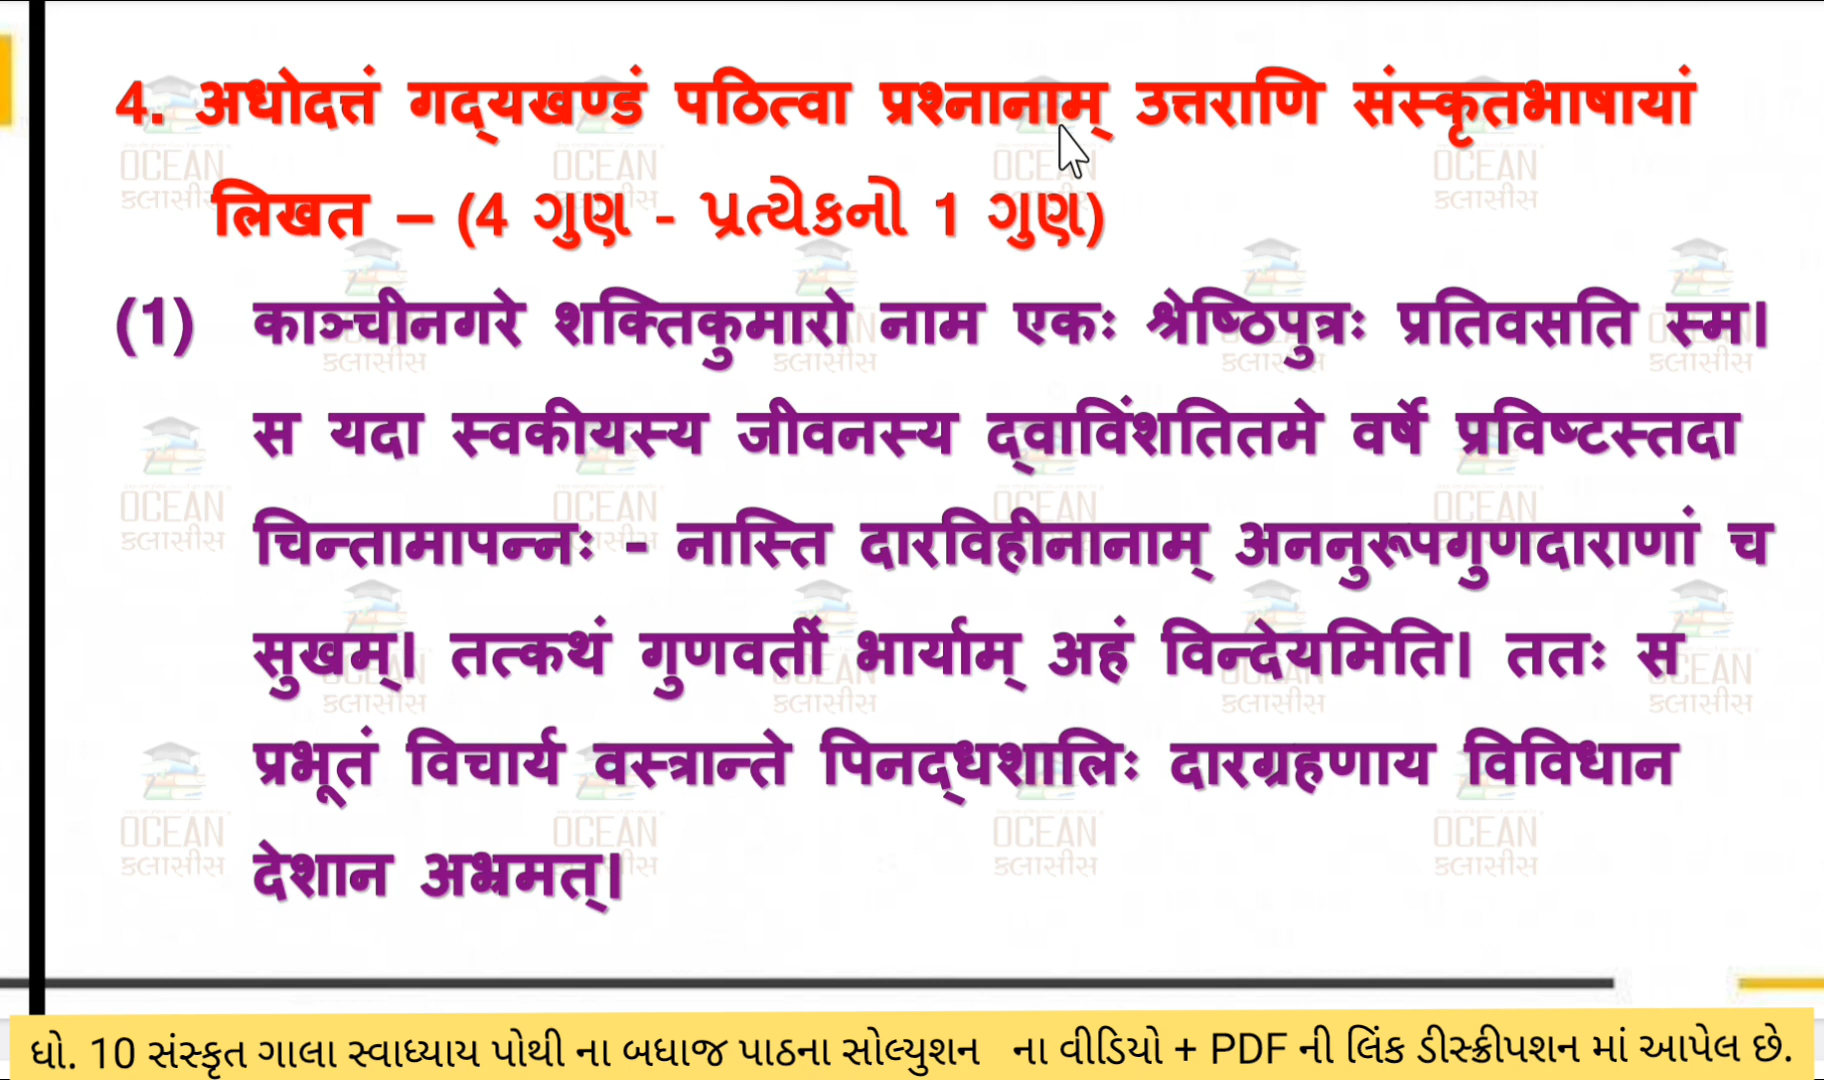 4. अधोदत्तं गद्यखण्डं पठित्वा प्रश्नानाम् उत्तराणि संस्कृतभाषायां
लिखत – (4 ગુણ - પ્રત્યેકનો 1 ગુણ)
(1) काञ्चीनगरे शक्तिकुमारो नाम एकः श्रेष्ठिपुत्रः प्रतिवसति स्म।
स यदा स्वकीयस्य जीवनस्य द्वाविंशतितमे वर्षे प्रविष्टस्तदा
चिन्तामापन्नः - नास्ति दारविहीनानाम् अननुरूपगुणदाराणां च
सुखम्। तत्कथं गुणवर्तीं भार्याम् अहं विन्देयमिति। ततः स
प्रभूतं विचार्य वस्त्रान्ते पिनद्धशालिः दारग्रहणाय विविधान
देशान अभ्रमत्।
ધો. 10 સંસ્કૃત ગાલા સ્વાધ્યાય પોથી ના બધાજ પાઠના સોલ્યુશન ના વીડિયો + PDF ની લિંક ડીસ્ક્રીપશન માં આપેલ છે.